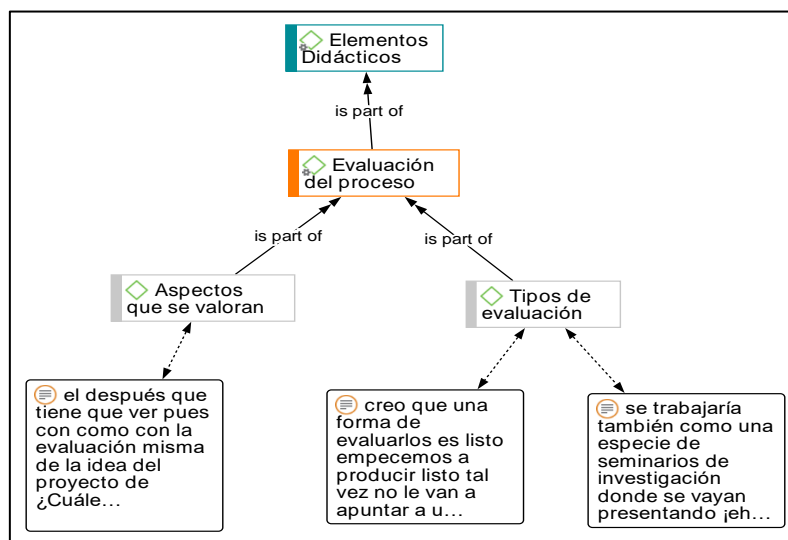 Elementos
Didácticos
is part of
Evaluación
del proceso
is part of
is part of
Aspectos
que se valoran
Tipos de
evaluación
el después que
tiene que ver pues
con como con la
evaluación misma
de la idea del
proyecto de
¿Cuále...
creo que una
forma de
evaluarlos es listo
empecemos a
producir listo tal
vez no le van a
apuntar a u...
se trabajaría
también como una
especie de
seminarios de
investigación
donde se vayan
presentando ¡eh...